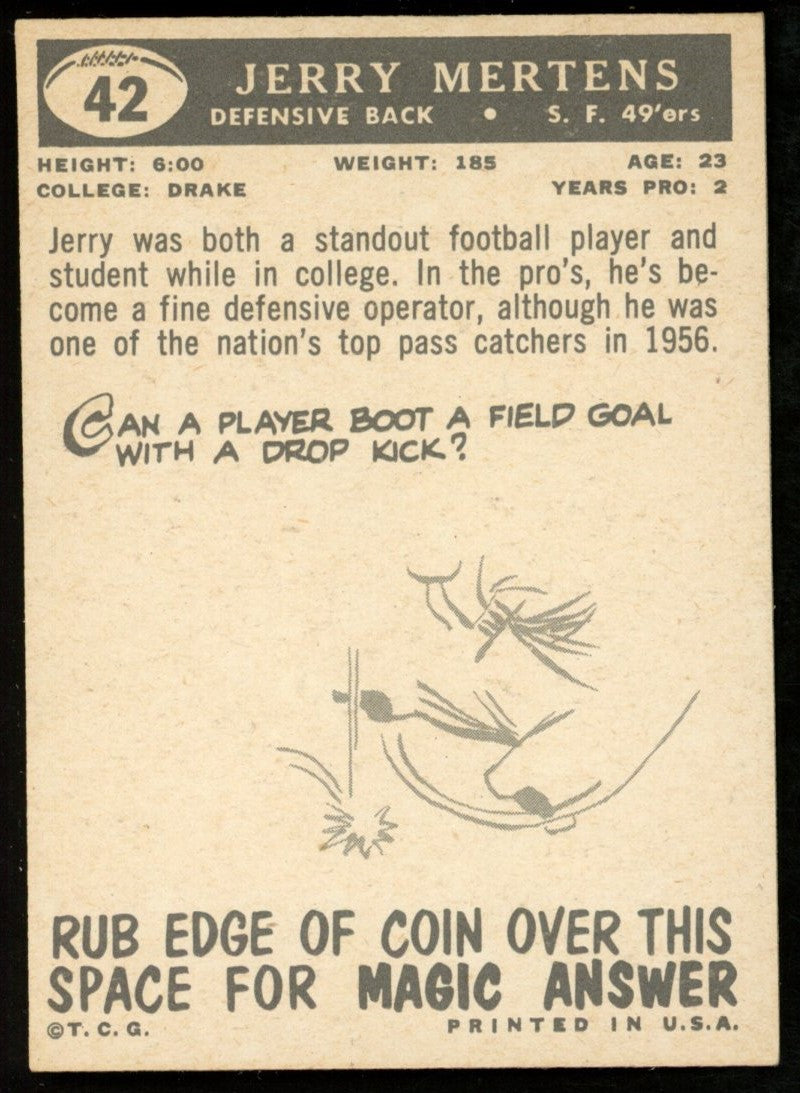 42
JERRY MERTENS
DEFENSIVE BACK • S. F. 49'ers
HEIGHT: 6:00 WEIGHT: 185 AGE: 23
COLLEGE: DRAKE YEARS PRO: 2
Jerry was both a standout football player and
student while in college. In the pro's, he's be-
come a fine defensive operator, although he was
one of the nation's top pass catchers in 1956.
CAN A PLAYER BOOT A FIELD GOAL
WITH A DROP KICK?
RUB EDGE OF COIN OVER THIS
SPACE FOR MAGIC ANSWER
©T. C. G. PRINTED IN U.S.A.